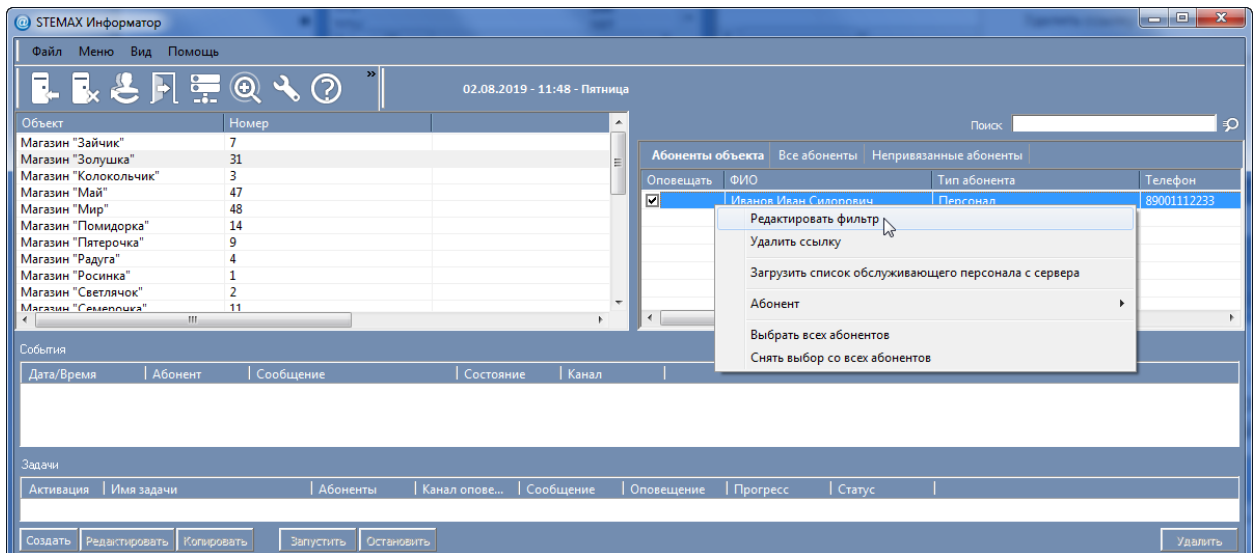 STEMAX Информатор
Файл Меню Вид Помощь
» 02.08.2019 - 11:48 - Пятница
Поиск
Объект Номер
Магазин "Зайчик" 7
Магазин "Золушка" 31
Магазин "Колокольчик" 3
Магазин "Май" 47
Магазин "Мир" 48
Магазин "Помидорка" 14
Магазин "Пятерочка" 9
Магазин "Радуга" 4
Магазин "Росинка" 1
Магазин "Светлячок" 2
Магазин "Семерочка" 11
Абоненты объекта Все абоненты Непривязанные абоненты
Оповещать ФИО Тип абонента Телефон
Иванов Иван Сидорович Персонал 89001112233
Редактировать фильтр
Удалить ссылку
Загрузить список обслуживающего персонала с сервера
Абонент
Выбрать всех абонентов
Снять выбор со всех абонентов
События
Дата/Время Абонент Сообщение Состояние Канал
Задачи
Активация Имя задачи Абоненты Канал опове... Сообщение Оповещение Прогресс Статус
Создать Редактировать Копировать Запустить Остановить Удалить